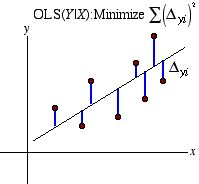 OLS(Y|X):Minimize ∑(Δyi)²
y
Δyi
x